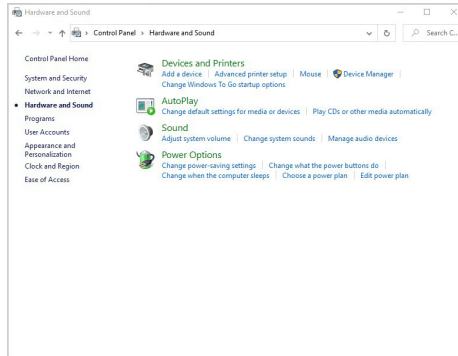 Hardware and Sound
Control Panel › Hardware and Sound
Search C...
Control Panel Home
System and Security
Network and Internet
Hardware and Sound
Programs
User Accounts
Appearance and
Personalization
Clock and Region
Ease of Access
Devices and Printers
Add a device | Advanced printer setup | Mouse | Device Manager |
Change Windows To Go startup options
AutoPlay
Change default settings for media or devices | Play CDs or other media automatically
Sound
Adjust system volume | Change system sounds | Manage audio devices
Power Options
Change power-saving settings | Change what the power buttons do |
Change when the computer sleeps | Choose a power plan | Edit power plan